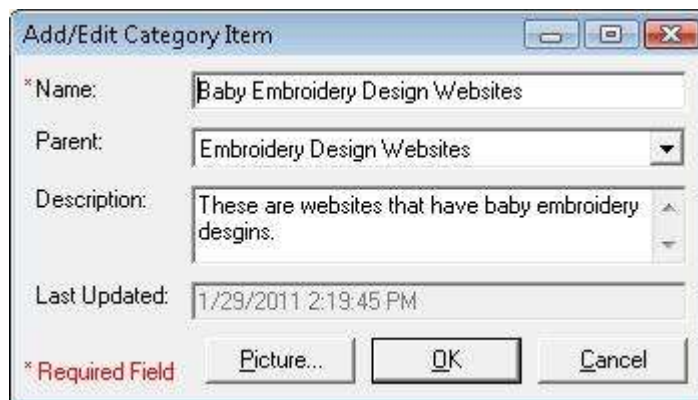 Add/Edit Category Item
*Name: Baby Embroidery Design Websites
Parent: Embroidery Design Websites
Description: These are websites that have baby embroidery
desgins.
Last Updated: 1/29/2011 2:19:45 PM
* Required Field Picture... OK Cancel